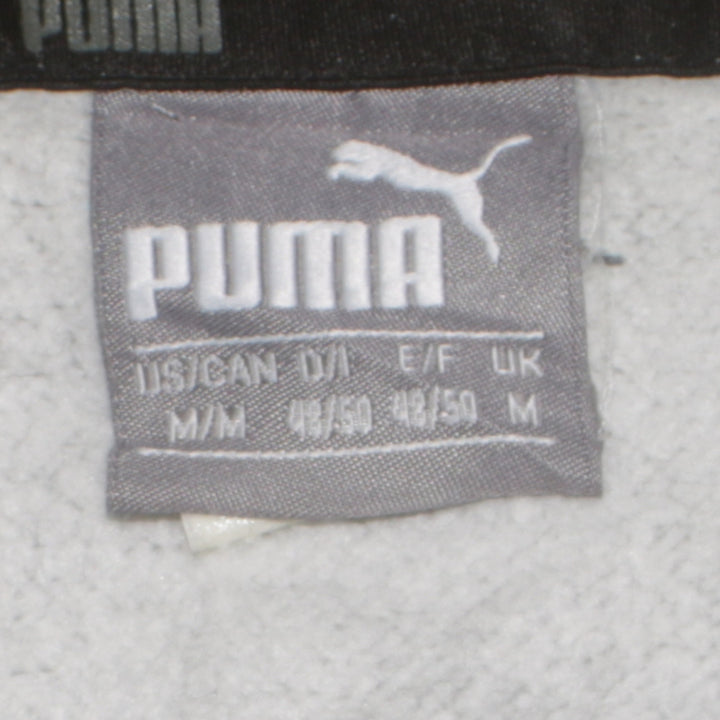 PUMA
PUMA
US/CAN D/I E/F UK
M/M 48/50 48/50 M